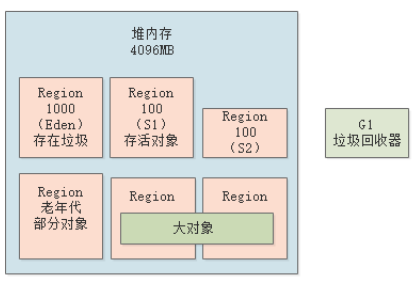 堆内存
4096MB
Region
1000
(Eden)
存在垃圾
Region
100
(S1)
存活对象
Region
100
(S2)
G1
垃圾回收器
Region
老年代
部分对象
Region
Region
大对象